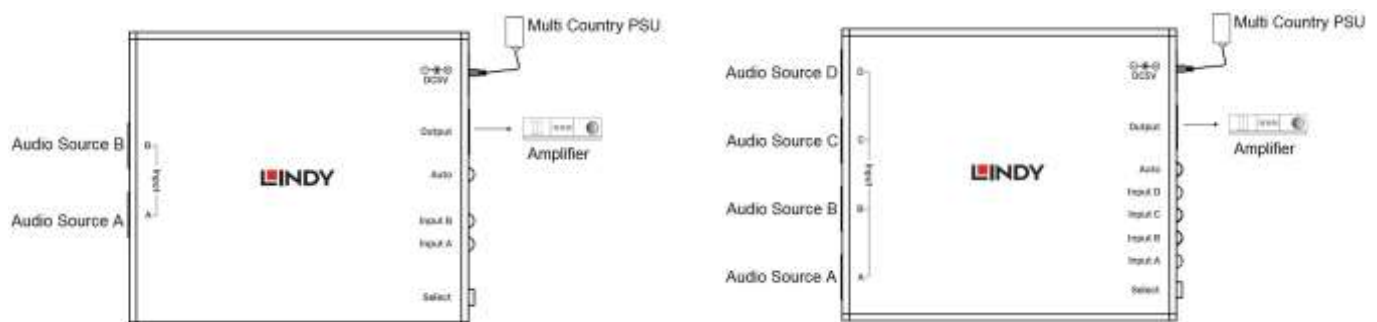 Multi Country PSU
DC5V
Audio Source B
Audio Source A
B
Input
A
LINDY
Output
Amplifier
Auto
Input B
Input A
Select
Multi Country PSU
DC5V
Audio Source D
Audio Source C
Audio Source B
Audio Source A
D
C
Input
B
A
LINDY
Output
Amplifier
Auto
Input D
Input C
Input B
Input A
Select